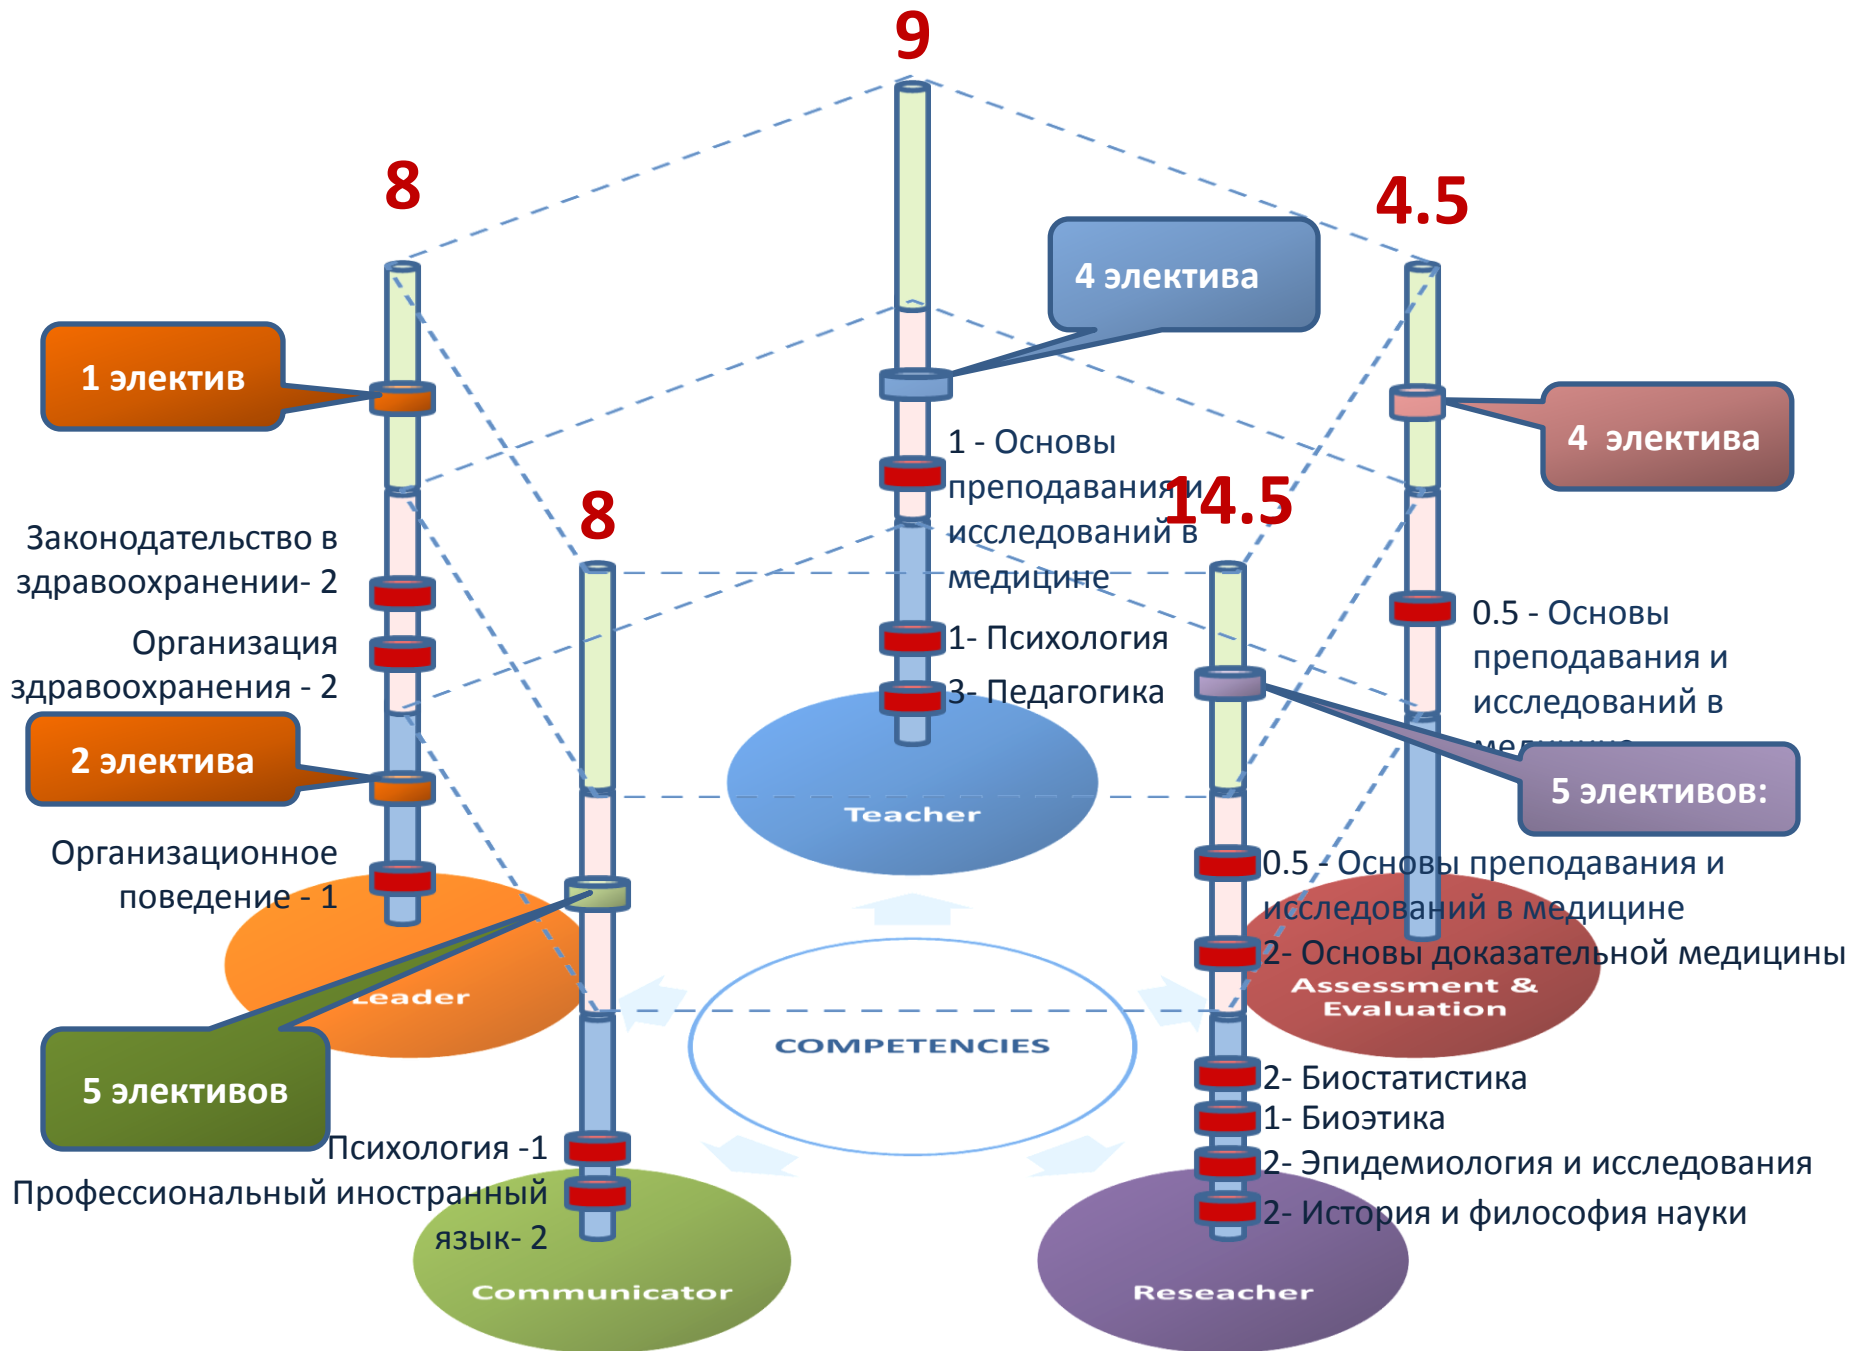 9
8
4.5
4 электива
1 электив
4 электива
1 - Основы
преподавания и
исследований в
медицине
14.5
8
Законодательство в
здравоохранении- 2
Организация
здравоохранения - 2
1- Психология
3- Педагогика
0.5 - Основы
преподавания и
исследований в
медицине
2 электива
5 элективов:
Teacher
Организационное
поведение - 1
0.5 - Основы преподавания и
исследований в медицине
2- Основы доказательной медицины
Leader
Assessment &
Evaluation
COMPETENCIES
5 элективов
2- Биостатистика
1- Биоэтика
2- Эпидемиология и исследования
2- История и философия науки
Психология -1
Профессиональный иностранный
язык- 2
Communicator
Reseacher